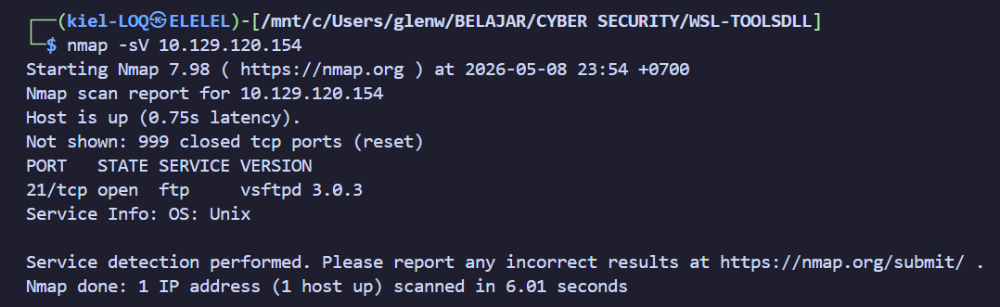 ┌──(kiel-LOQ㉿ELELEL)-[/mnt/c/Users/glenw/BELAJAR/CYBER SECURITY/WSL-TOOLSDLL]
└─$ nmap -sV 10.129.120.154
Starting Nmap 7.98 ( https://nmap.org ) at 2026-05-08 23:54 +0700
Nmap scan report for 10.129.120.154
Host is up (0.75s latency).
Not shown: 999 closed tcp ports (reset)
PORT   STATE SERVICE VERSION
21/tcp open  ftp     vsftpd 3.0.3
Service Info: OS: Unix

Service detection performed. Please report any incorrect results at https://nmap.org/submit/ .
Nmap done: 1 IP address (1 host up) scanned in 6.01 seconds